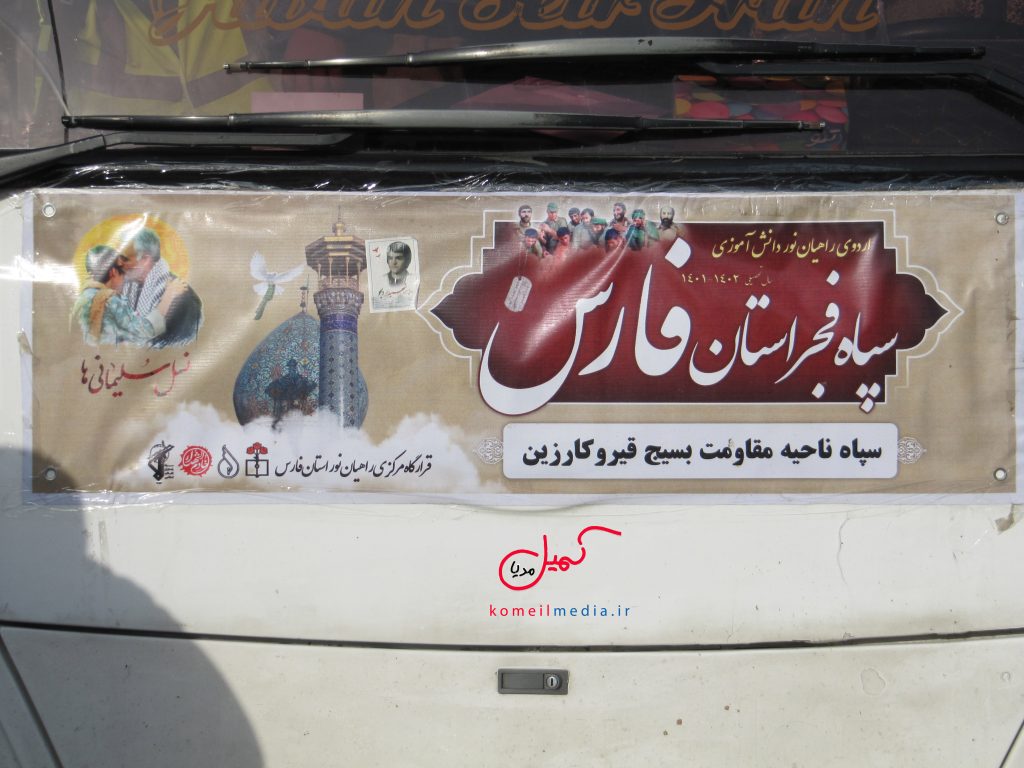 اردوی راهیان نور دانش آموزی
سال تحصیلی ۱۴۰۲-۱۴۰۱
سپاه فجر استان فارس
سپاه ناحیه مقاومت بسیج قیروکارزین
نسل سلیمانی ها
قرارگاه مرکزی راهیان نور استان فارس
کمیل مدیا
komeilmedia.ir